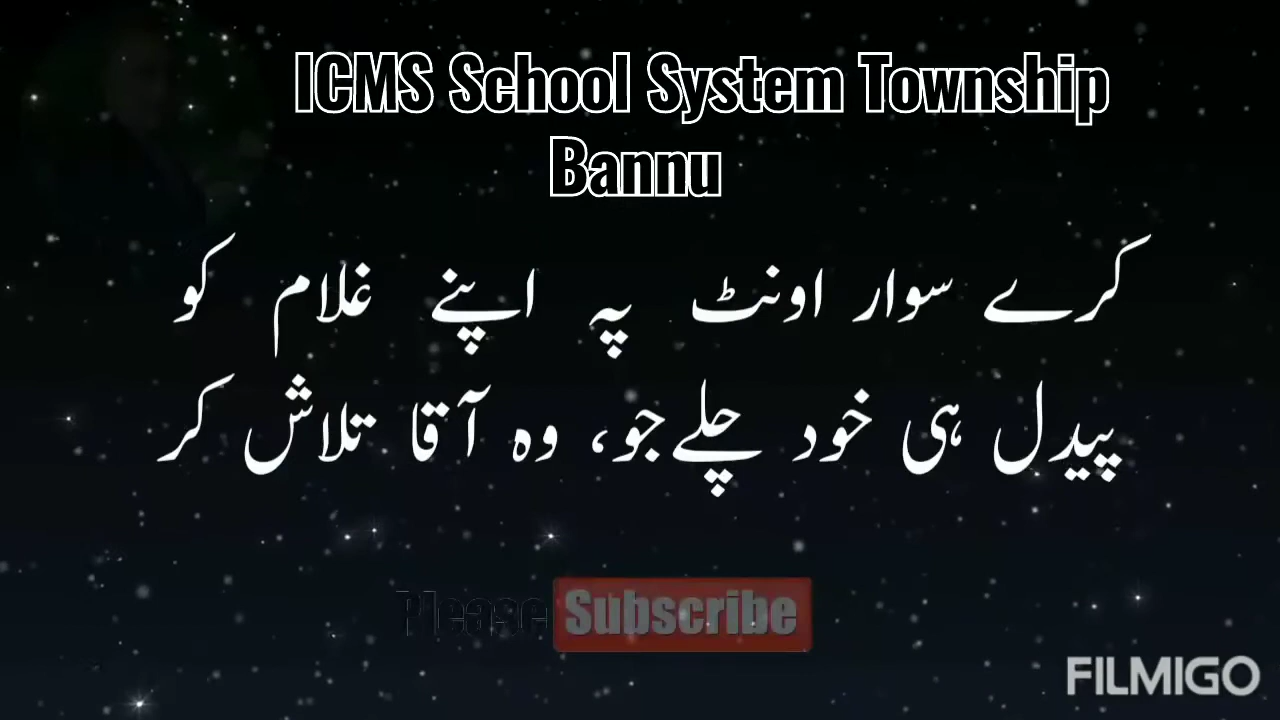 ICMS School System Township
Bannu
کرے سوار اونٹ پہ اپنے غلام کو
پیدل ہی خود چلے جو، وہ آقا تلاش کر
Please Subscribe
FILMIGO